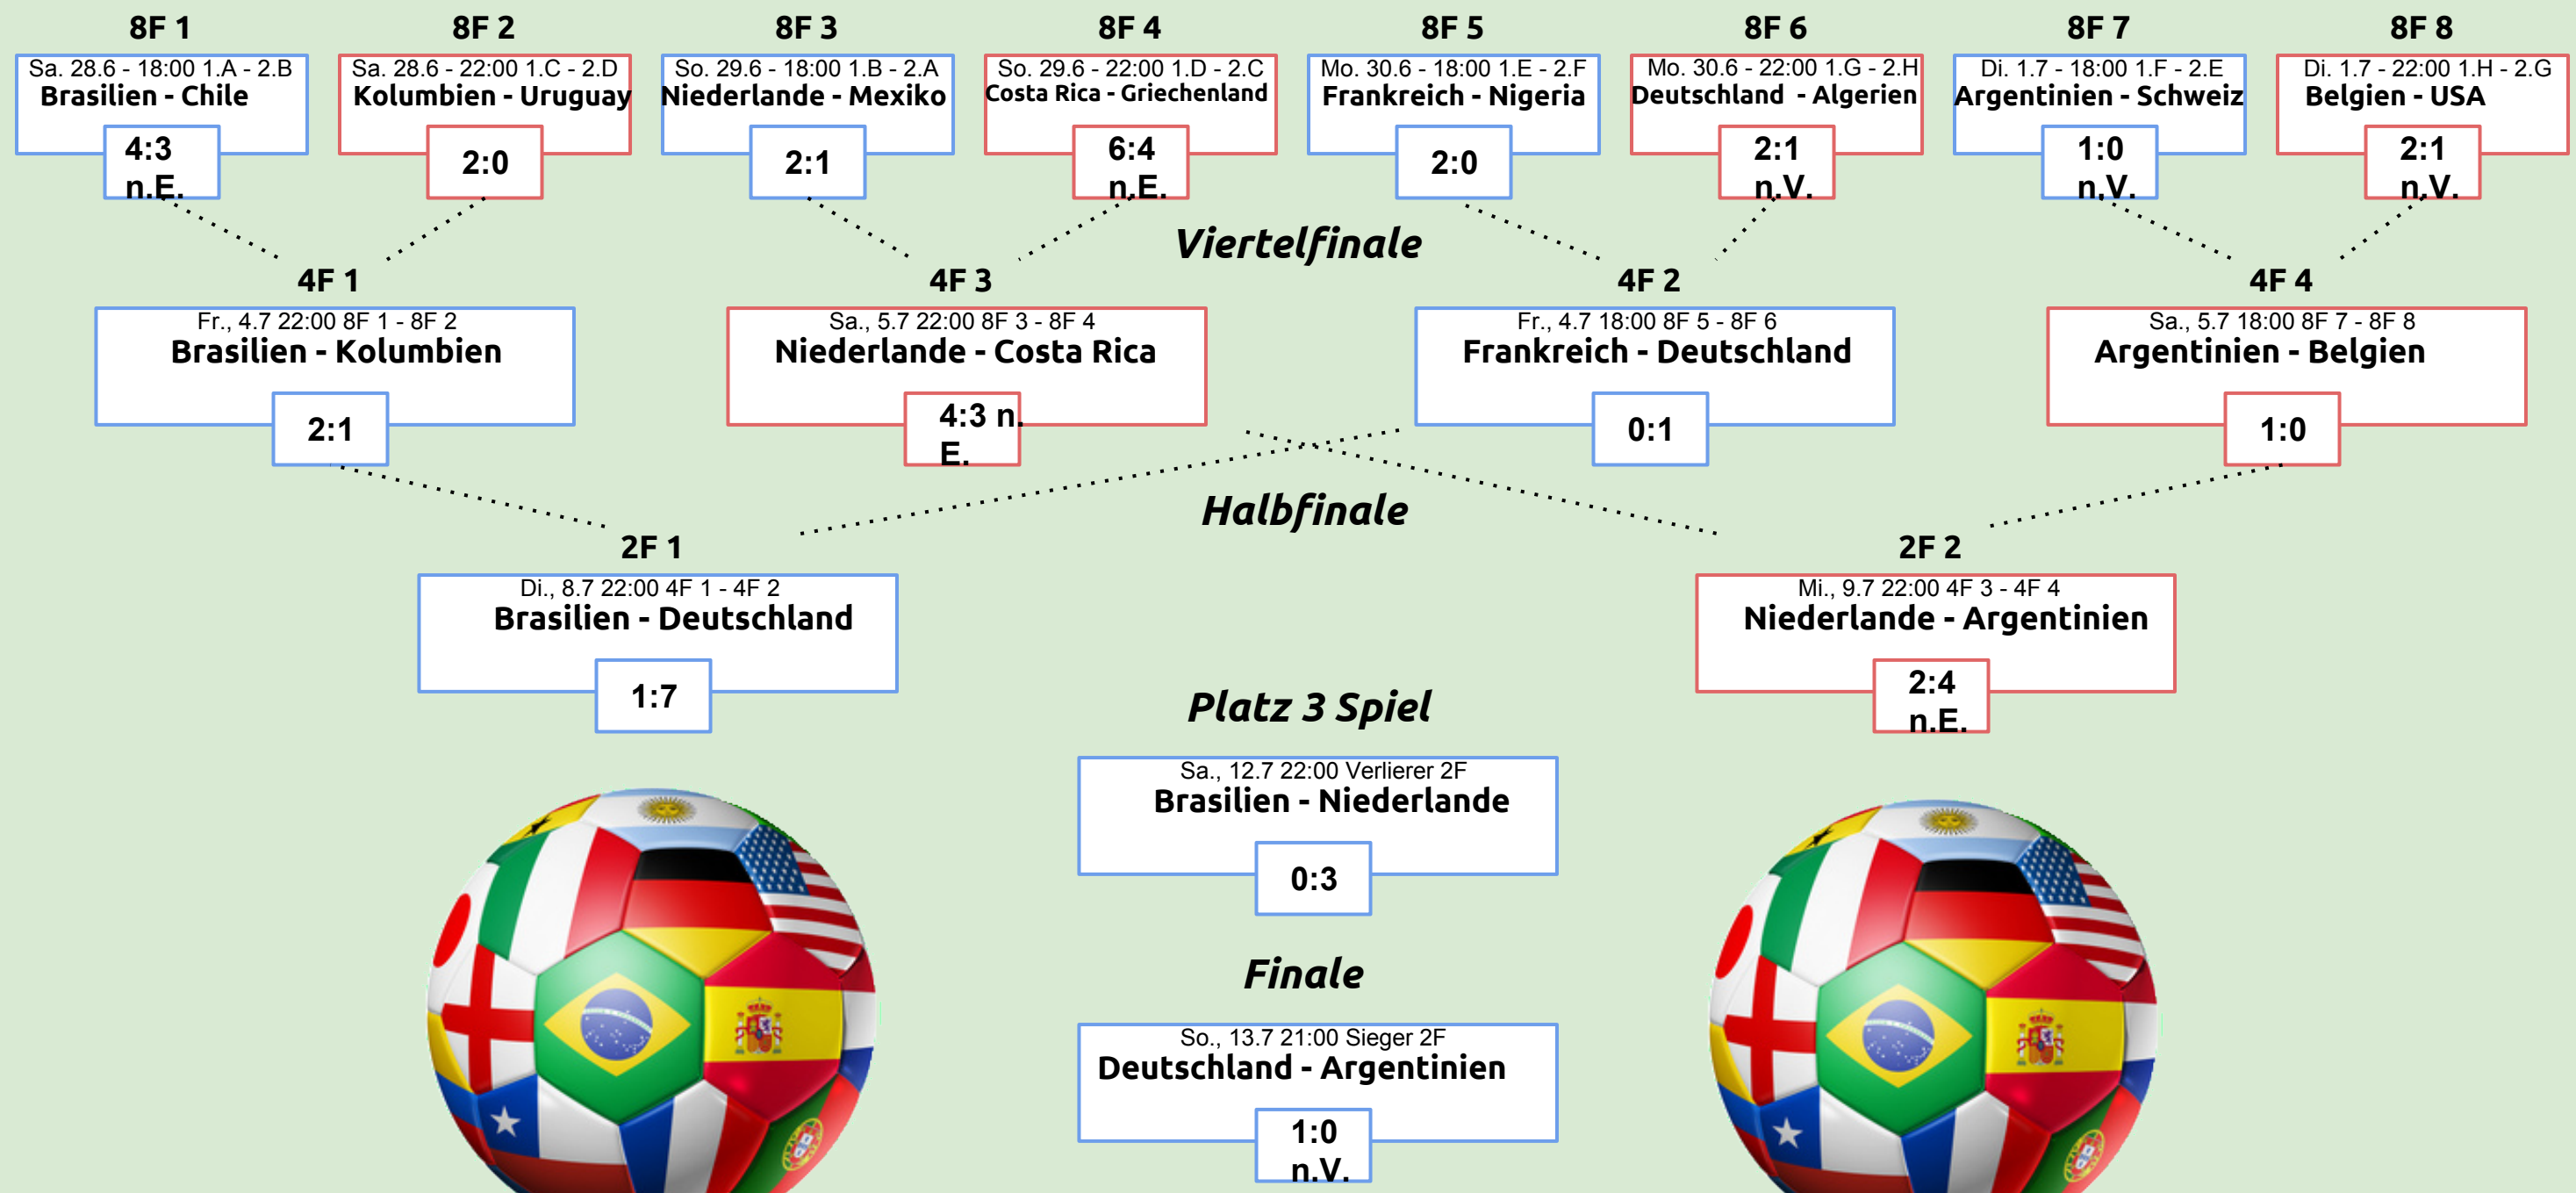 8F 1
8F 2
8F 3
8F 4
8F 5
8F 6
8F 7
8F 8
Sa. 28.6 - 18:00 1.A - 2.B
Brasilien - Chile
4:3
n.E.
Sa. 28.6 - 22:00 1.C - 2.D
Kolumbien - Uruguay
2:0
So. 29.6 - 18:00 1.B - 2.A
Niederlande - Mexiko
2:1
So. 29.6 - 22:00 1.D - 2.C
Costa Rica - Griechenland
6:4
n.E.
Mo. 30.6 - 18:00 1.E - 2.F
Frankreich - Nigeria
2:0
Mo. 30.6 - 22:00 1.G - 2.H
Deutschland - Algerien
2:1
n.V.
Di. 1.7 - 18:00 1.F - 2.E
Argentinien - Schweiz
1:0
n.V.
Di. 1.7 - 22:00 1.H - 2.G
Belgien - USA
2:1
n.V.
Viertelfinale
4F 1
Fr., 4.7 22:00 8F 1 - 8F 2
Brasilien - Kolumbien
2:1
4F 3
Sa., 5.7 22:00 8F 3 - 8F 4
Niederlande - Costa Rica
4:3 n.
E.
4F 2
Fr., 4.7 18:00 8F 5 - 8F 6
Frankreich - Deutschland
0:1
4F 4
Sa., 5.7 18:00 8F 7 - 8F 8
Argentinien - Belgien
1:0
Halbfinale
2F 1
Di., 8.7 22:00 4F 1 - 4F 2
Brasilien - Deutschland
1:7
2F 2
Mi., 9.7 22:00 4F 3 - 4F 4
Niederlande - Argentinien
2:4
n.E.
Platz 3 Spiel
Sa., 12.7 22:00 Verlierer 2F
Brasilien - Niederlande
0:3
Finale
So., 13.7 21:00 Sieger 2F
Deutschland - Argentinien
1:0
n.V.